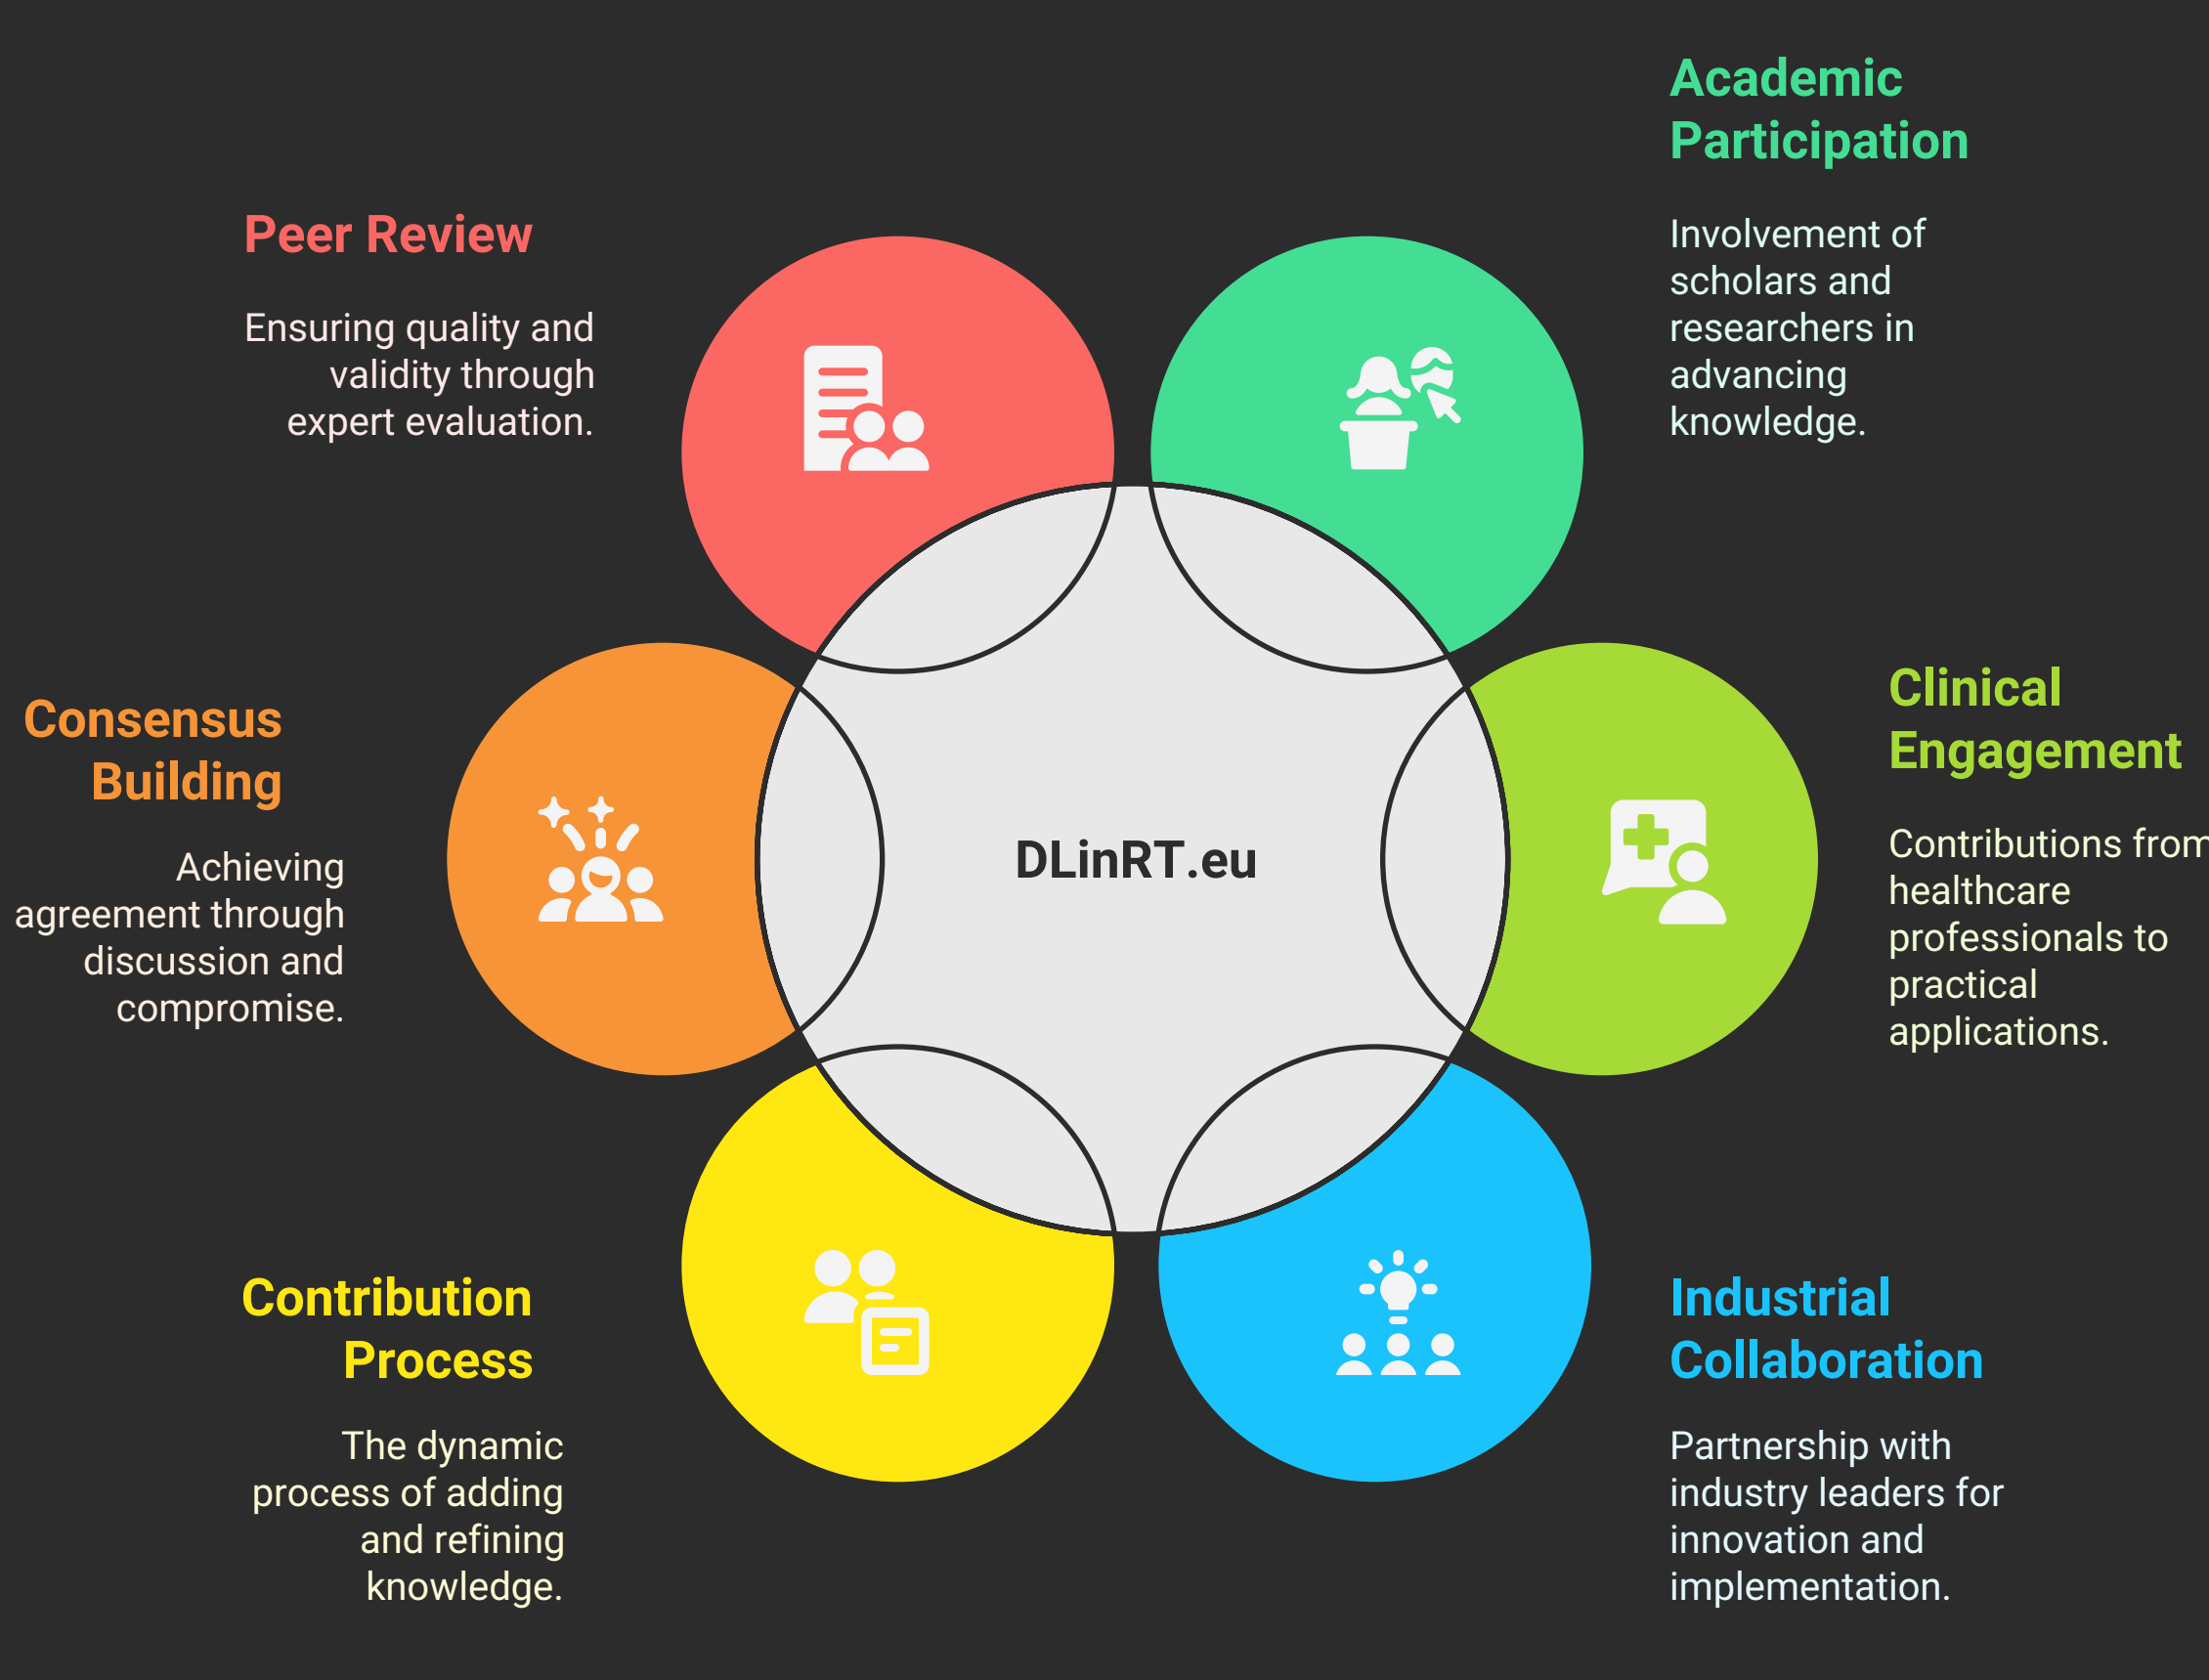 Academic
Participation
Involvement of
scholars and
researchers in
advancing
knowledge.
Peer Review
Ensuring quality and
validity through
expert evaluation.
Clinical
Engagement
Contributions from
healthcare
professionals to
practical
applications.
Consensus
Building
Achieving
agreement through
discussion and
compromise.
DLinRT.eu
Contribution
Process
The dynamic
process of adding
and refining
knowledge.
Industrial
Collaboration
Partnership with
industry leaders for
innovation and
implementation.